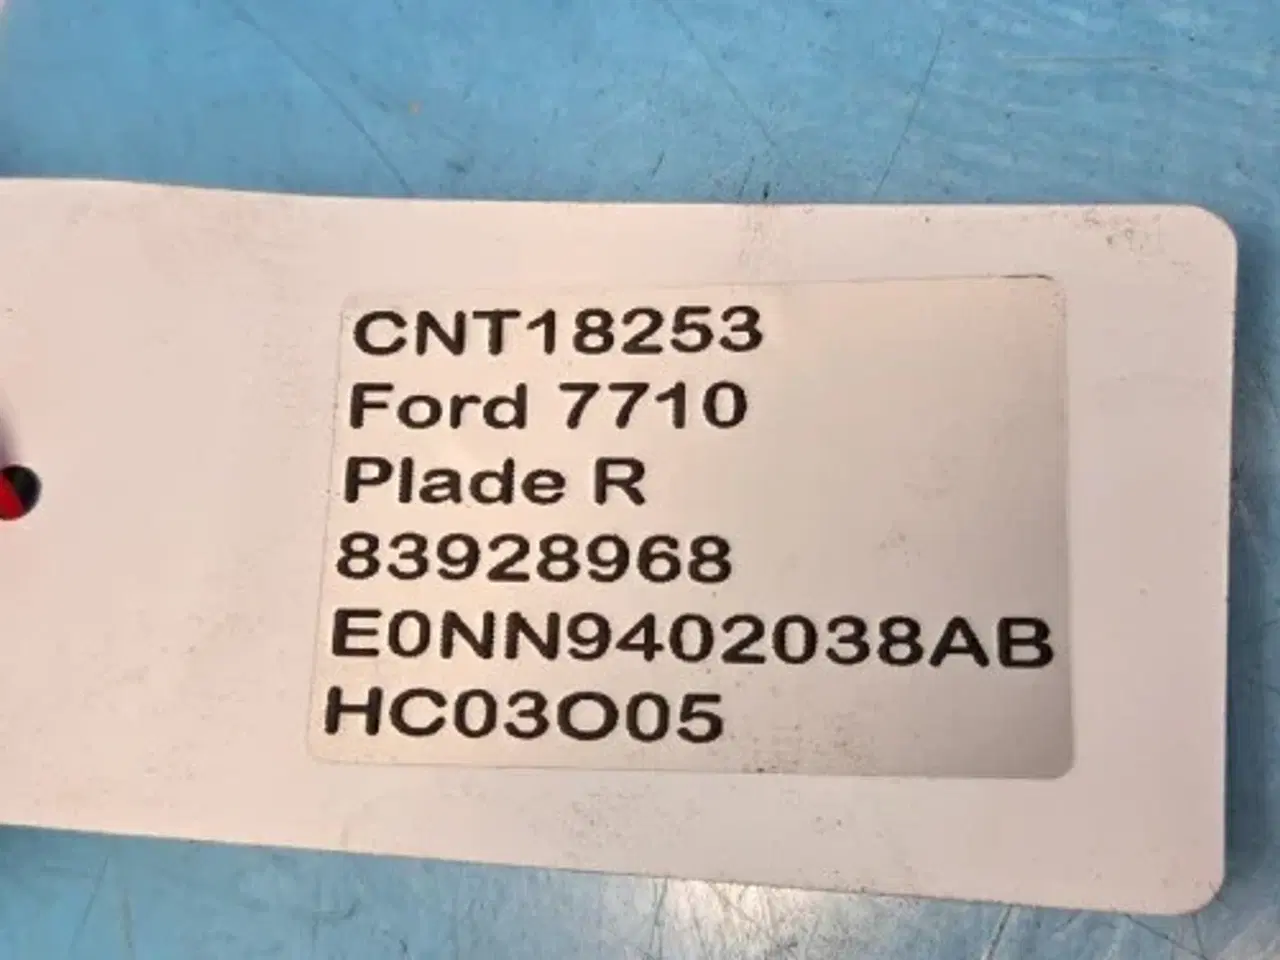 CNT18253
Ford 7710
Plade R
83928968
E0NN9402038AB
HC03O05